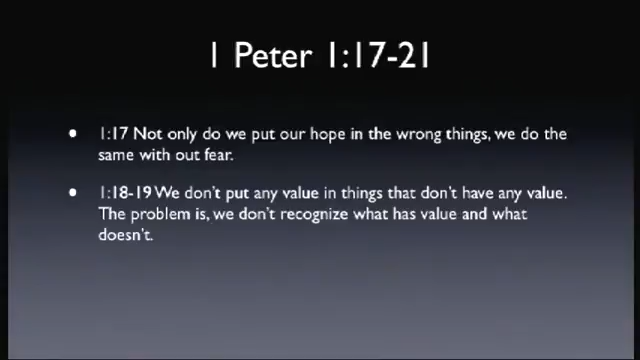 1 Peter 1:17-21
• 1:17 Not only do we put our hope in the wrong things, we do the
same with out fear.
• 1:18-19 We don't put any value in things that don't have any value.
The problem is, we don't recognize what has value and what
doesn't.